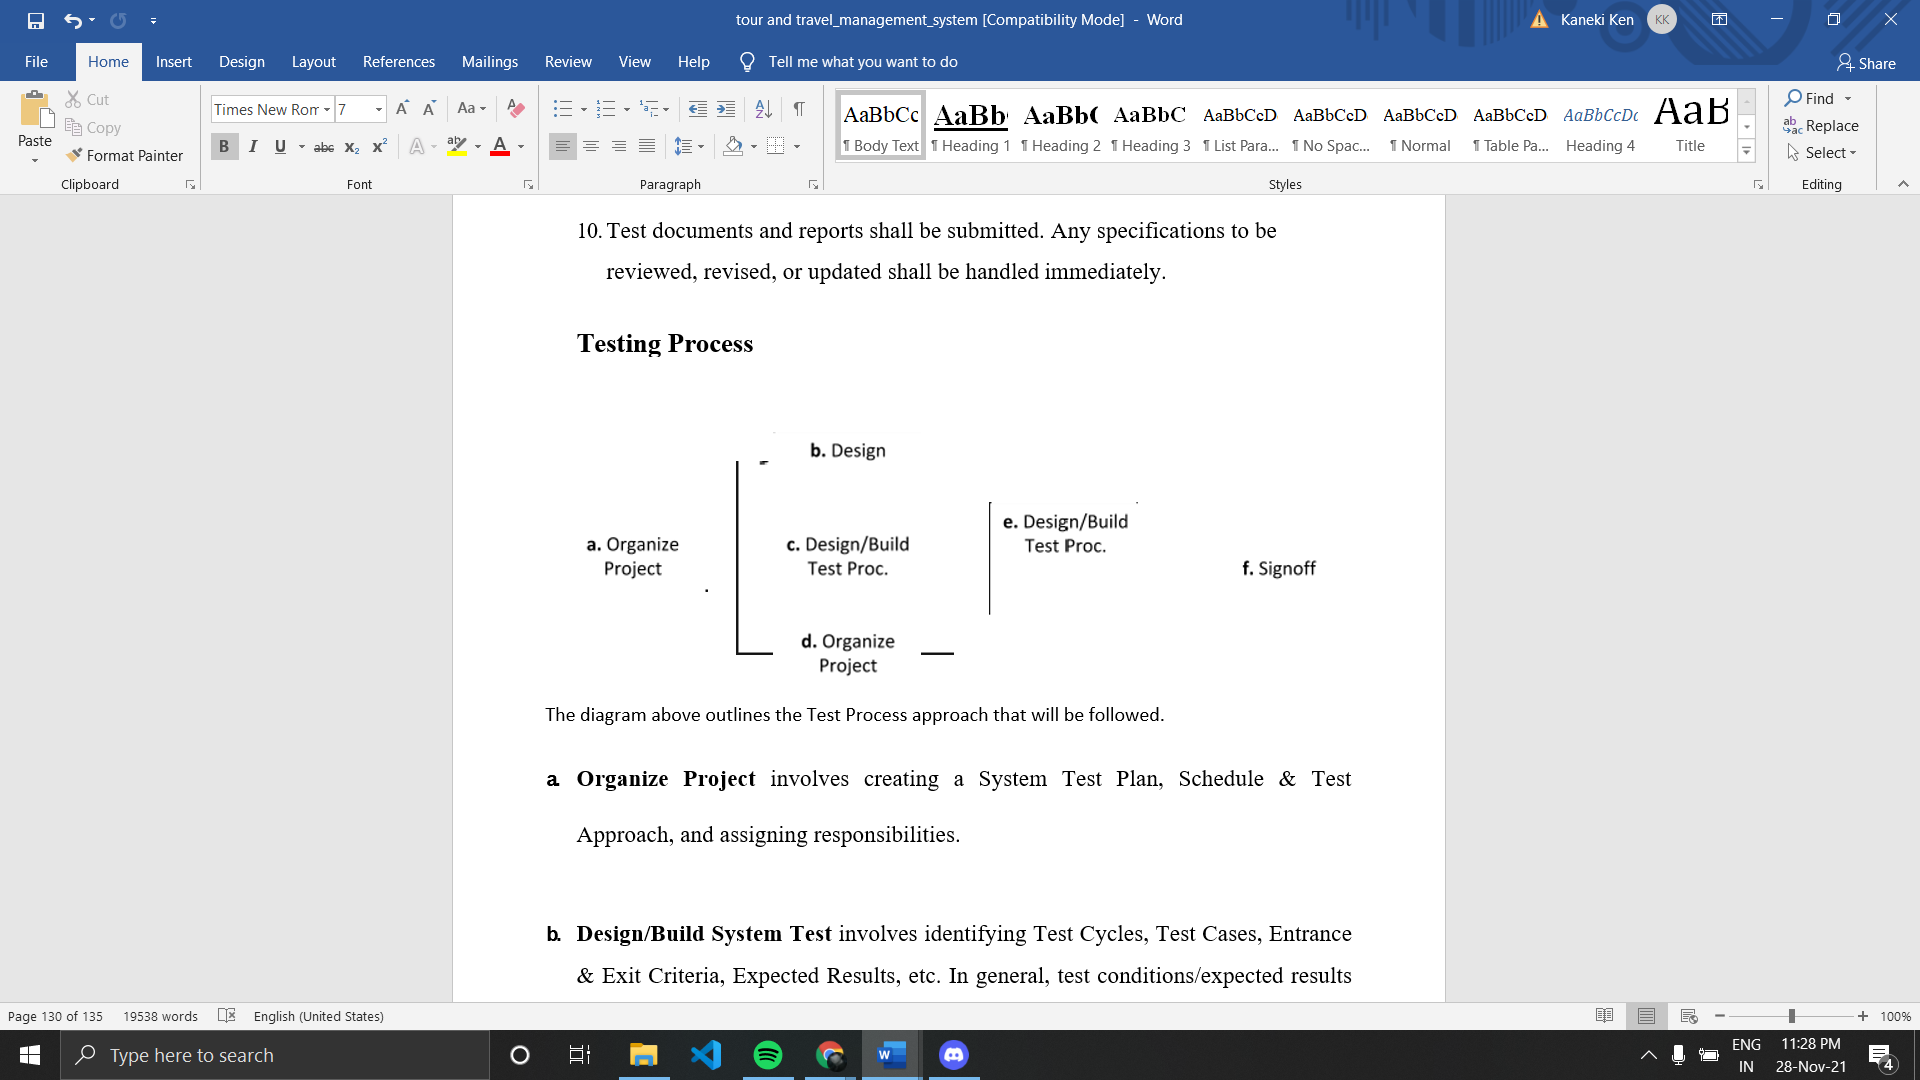 tour and travel_management_system [Compatibility Mode] - Word
Kaneki Ken
KK
File Home Insert Design Layout References Mailings Review View Help Tell me what you want to do
Share
Paste
Cut
Copy
Format Painter
Clipboard
Times New Ror 7
Aa
B I U abc x₂ x²
Font
Paragraph
AaBbCc AaBb AaBb( AaBbC AaBbCcD AaBbCcD AaBbCcD AaBbCcD AaBbCcDc AaB
¶ Body Text ¶ Heading 1 ¶ Heading 2 ¶ Heading 3 ¶ List Para... ¶ No Spac... ¶ Normal ¶ Table Pa... Heading 4 Title
Styles
Find
Replace
Select
Editing
10. Test documents and reports shall be submitted. Any specifications to be
reviewed, revised, or updated shall be handled immediately.
Testing Process
b. Design
a. Organize
Project
c. Design/Build
Test Proc.
d. Organize
Project
e. Design/Build
Test Proc.
f. Signoff
The diagram above outlines the Test Process approach that will be followed.
a. Organize Project involves creating a System Test Plan, Schedule & Test
Approach, and assigning responsibilities.
b. Design/Build System Test involves identifying Test Cycles, Test Cases, Entrance
& Exit Criteria, Expected Results, etc. In general, test conditions/expected results
Page 130 of 135 19538 words English (United States) 100%
Type here to search
ENG
IN
11:28 PM
28-Nov-21
4